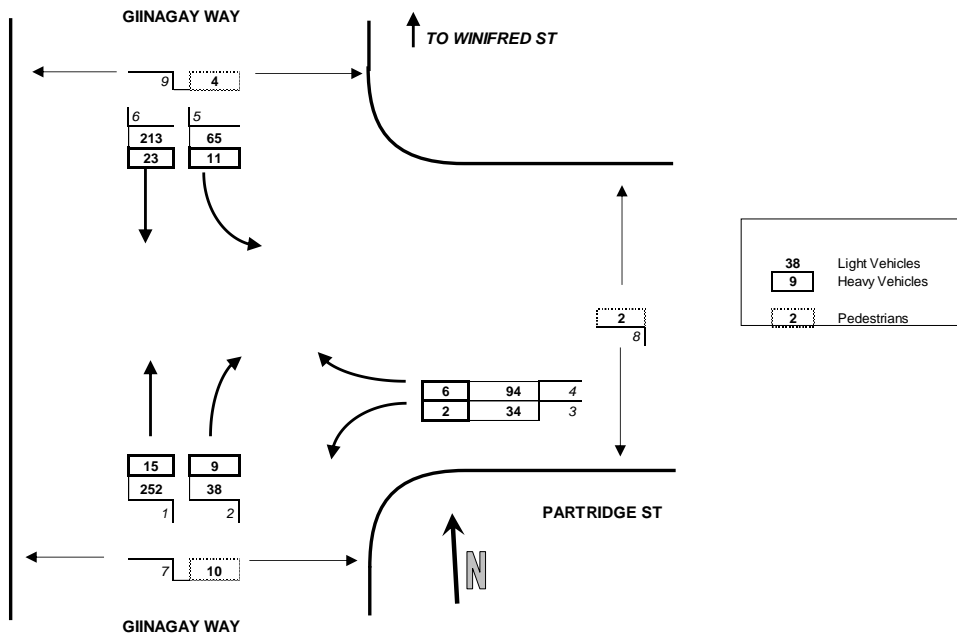 GIINAGAY WAY
TO WINIFRED ST
9 4
6 5
213 65
23 11
38 Light Vehicles
9 Heavy Vehicles
2 Pedestrians
2
8
6 94 4
2 34 3
15 9
252 38
1 2
PARTRIDGE ST
N
7 10
GIINAGAY WAY